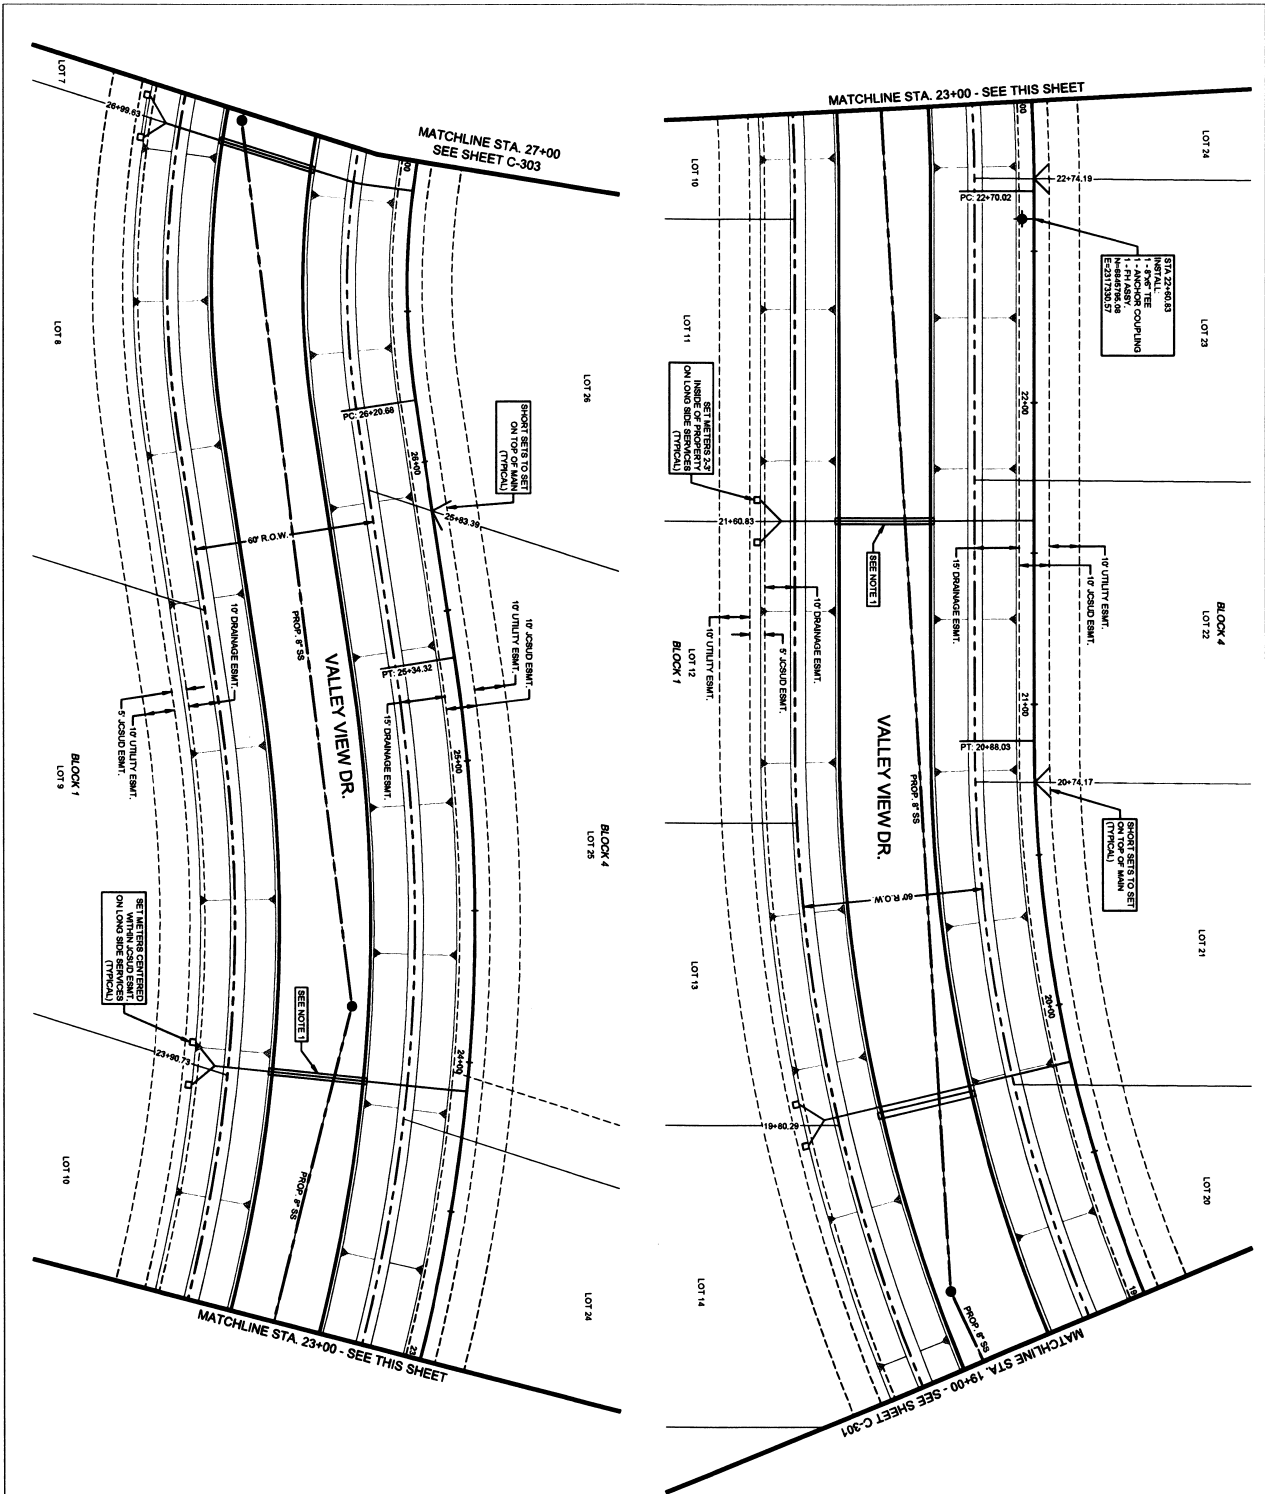 LOT 7
26+99.63
MATCHLINE STA. 27+00
SEE SHEET C-303
00
LOT 8
LOT 26
PC: 26+20.68
26+00
SHORT SETS TO SET
ON TOP OF MAIN
(TYPICAL)
25+93.39
60' R.O.W.
PROP. 8" SS
VALLEY VIEW DR.
10' DRAINAGE ESMT.
PT: 25+34.32
15' DRAINAGE ESMT.
10' UTILITY ESMT.
10' JCSUD ESMT.
10' UTILITY ESMT.
5' JCSUD ESMT.
25+00
BLOCK 1
LOT 9
BLOCK 4
LOT 25
SET METERS CENTERED
WITHIN JCSUD ESMT.
ON LONG SIDE SERVICES
(TYPICAL)
SEE NOTE 1
23+90.73
24+00
LOT 10
PROP. 8" SS
LOT 24
23
MATCHLINE STA. 23+00 - SEE THIS SHEET
MATCHLINE STA. 23+00 - SEE THIS SHEET
00
LOT 10
LOT 24
22+74.19
PC: 22+70.02
STA 22+60.83
INSTALL:
1 - 8"x6" TEE
1 - ANCHOR COUPLING
1 - FH ASSY.
E=2317330.57
LOT 11
LOT 23
22+00
SET METERS 2-3'
INSIDE OF PROPERTY
ON LONG SIDE SERVICES
(TYPICAL)
21+60.83
SEE NOTE 1
15' DRAINAGE ESMT.
10' UTILITY ESMT.
10' JCSUD ESMT.
BLOCK 4
LOT 22
10' DRAINAGE ESMT.
5' JCSUD ESMT.
10' UTILITY ESMT.
LOT 12
BLOCK 1
21+00
PT: 20+88.03
20+74.17
VALLEY VIEW DR.
PROP. 8" SS
SHORT SETS TO SET
ON TOP OF MAIN
(TYPICAL)
60' R.O.W.
LOT 13
LOT 21
20+00
19+80.29
LOT 20
LOT 14
PROP. 8" SS
19
MATCHLINE STA. 19+00 - SEE SHEET C-301